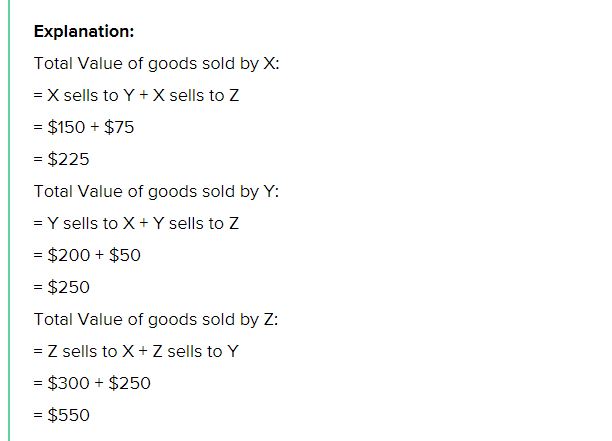 Explanation:
Total Value of goods sold by X:
= X sells to Y + X sells to Z
= $150 + $75
= $225
Total Value of goods sold by Y:
= Y sells to X + Y sells to Z
= $200 + $50
= $250
Total Value of goods sold by Z:
= Z sells to X + Z sells to Y
= $300 + $250
= $550